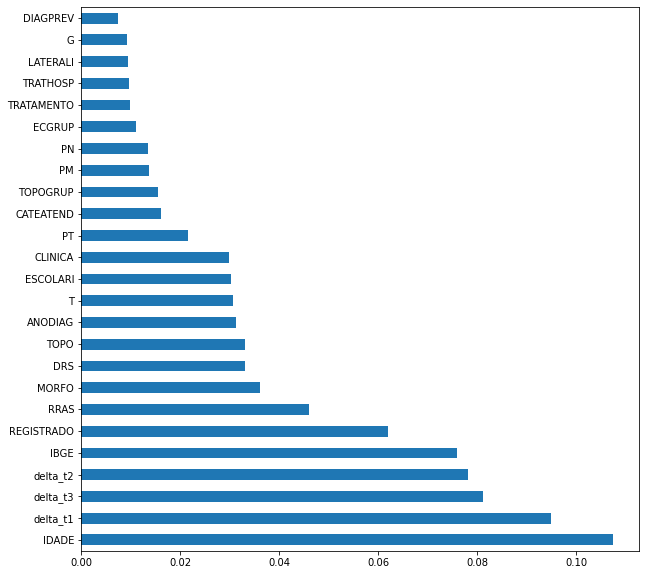 DIAGPREV
G
LATERALI
TRATHOSP
TRATAMENTO
ECGRUP
PN
PM
TOPOGRUP
CATEATEND
PT
CLINICA
ESCOLARI
T
ANODIAG
TOPO
DRS
MORFO
RRAS
REGISTRADO
IBGE
delta_t2
delta_t3
delta_t1
IDADE
0.00 0.02 0.04 0.06 0.08 0.10